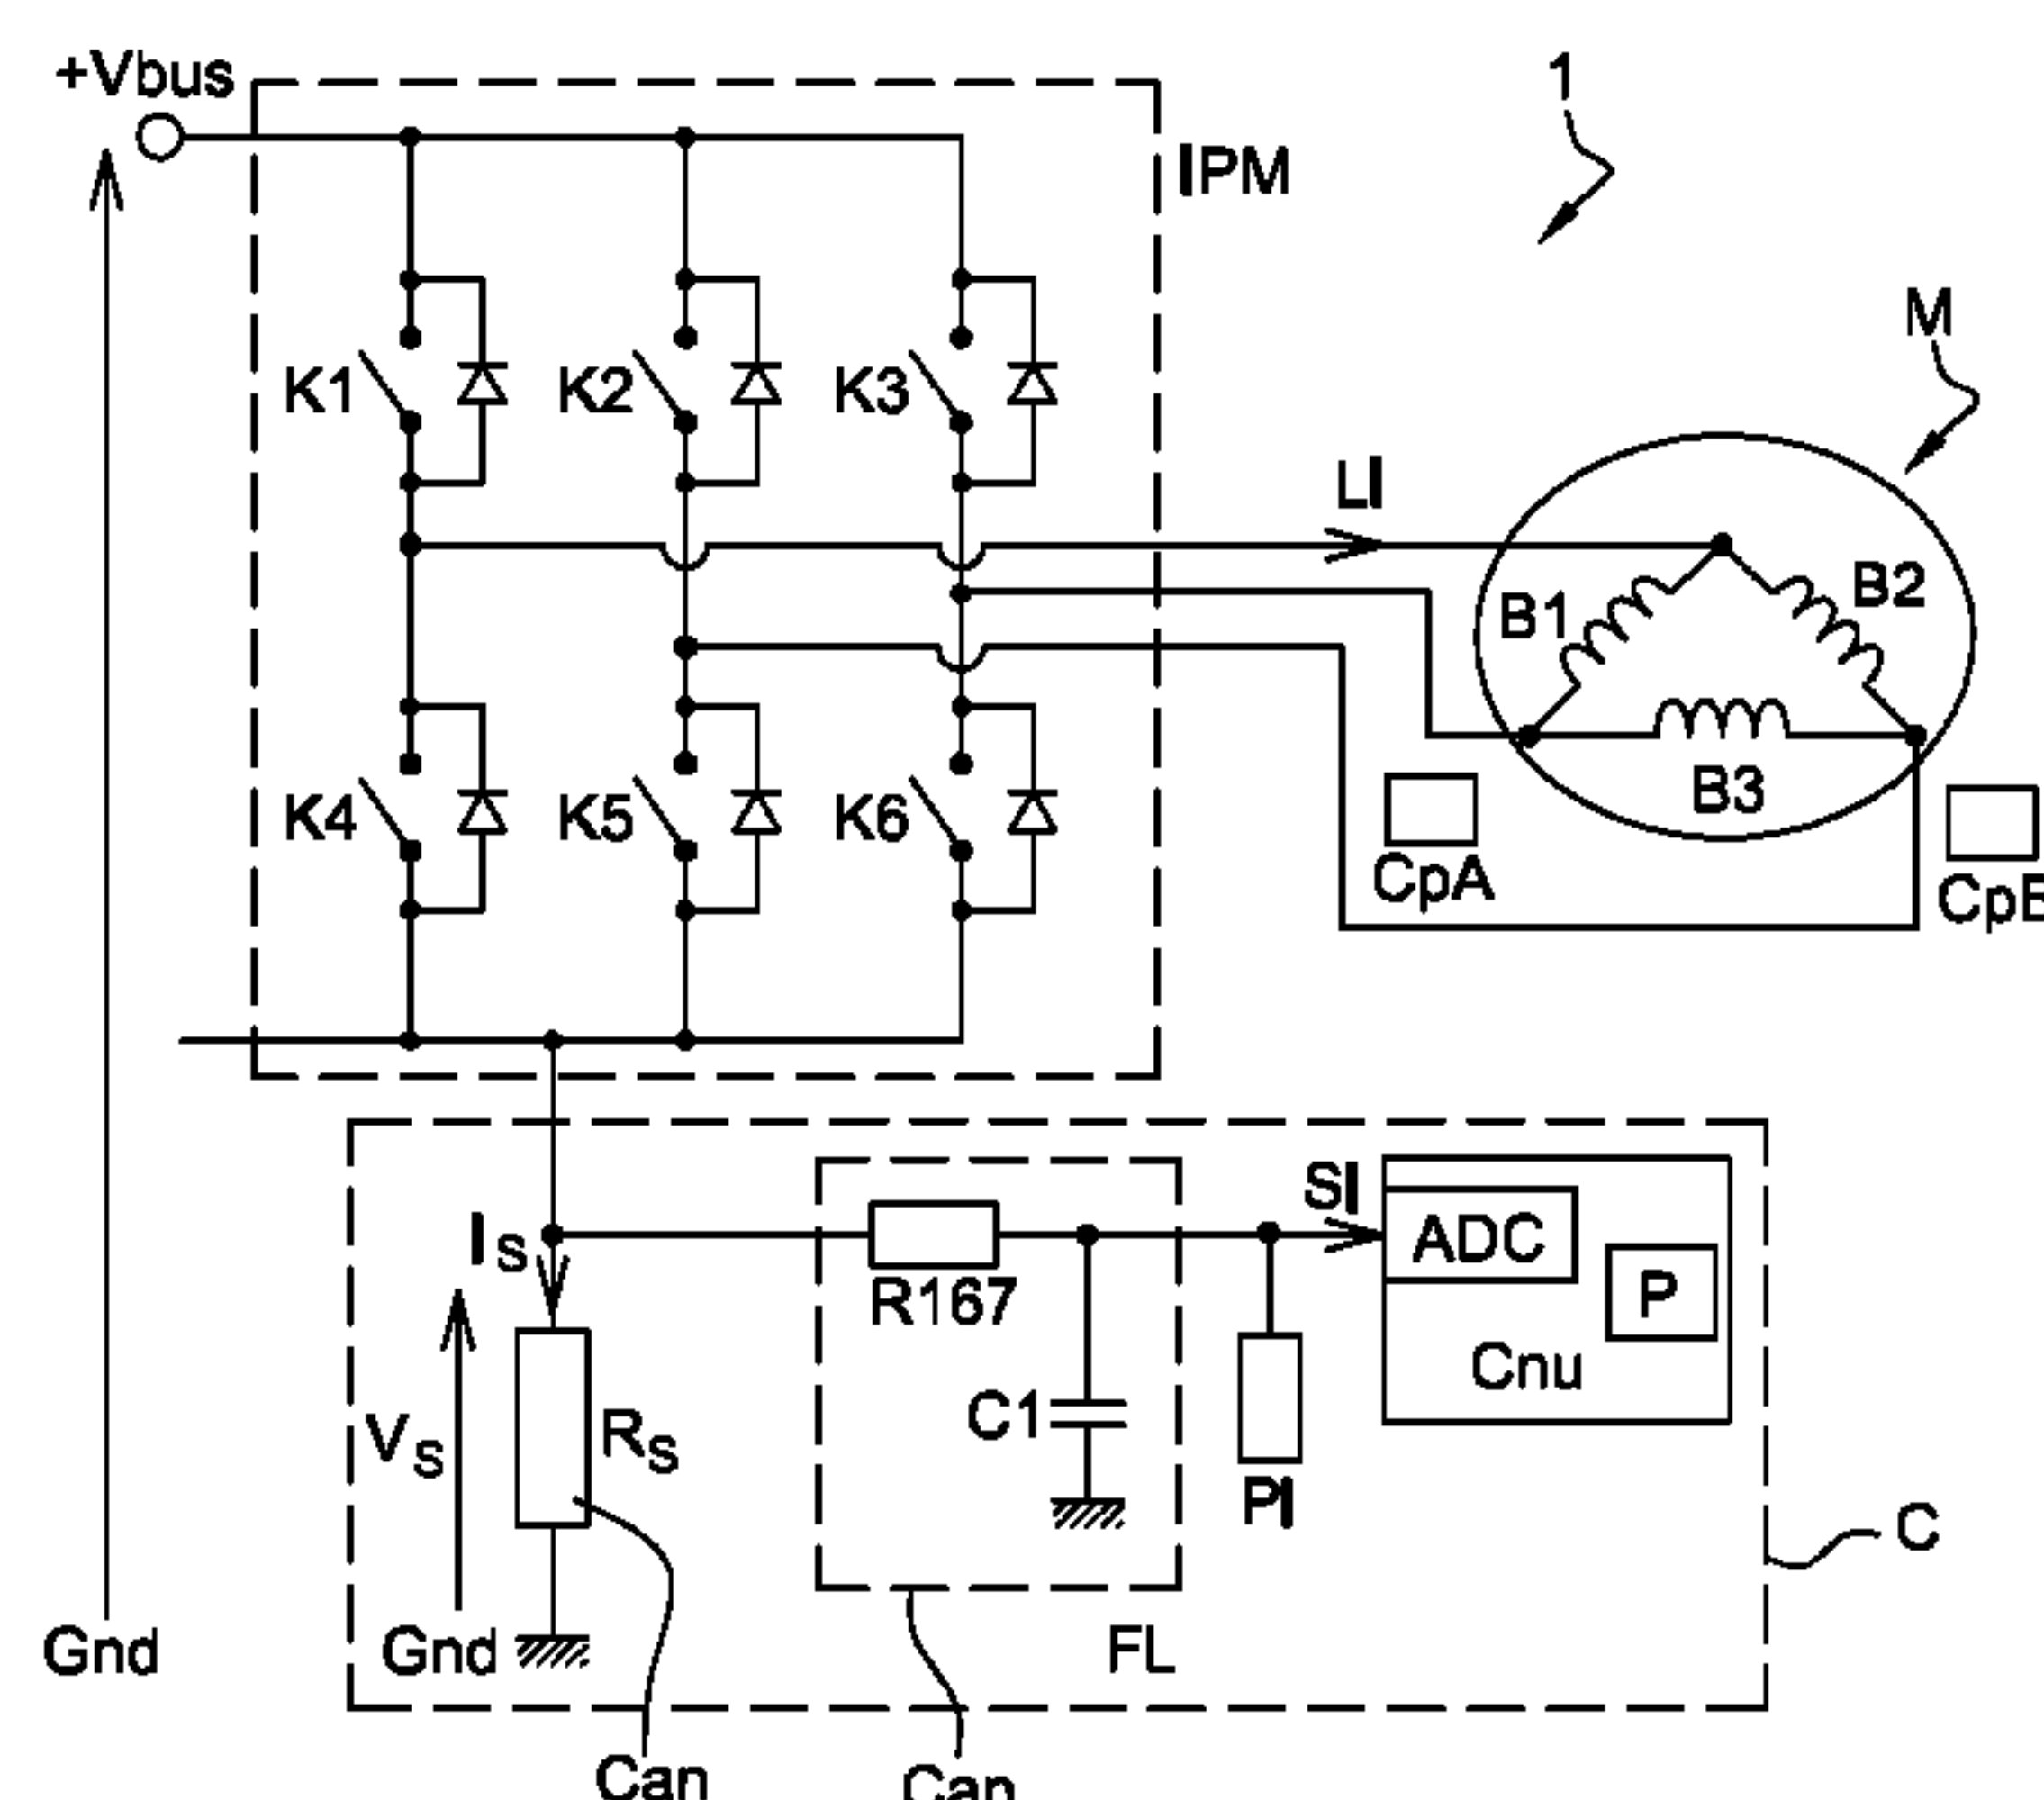 +Vbus
1
IPM
M
K1
K2
K3
LI
B1
B2
B3
K4
K5
K6
CpA
CpB
SI
ADC
IS
R167
P
Cnu
C1
VS
RS
PI
C
Gnd
Gnd
FL
Can
Can